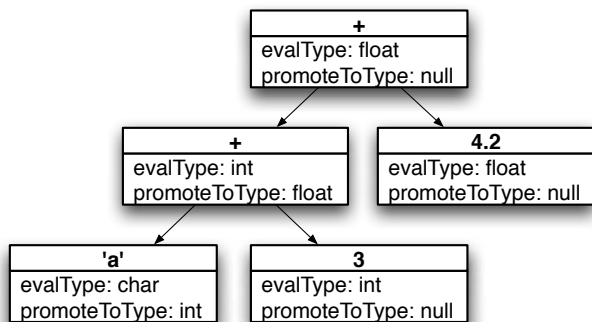 +
evalType: float
promoteToType: null
+
evalType: int
promoteToType: float
4.2
evalType: float
promoteToType: null
'a'
evalType: char
promoteToType: int
3
evalType: int
promoteToType: null